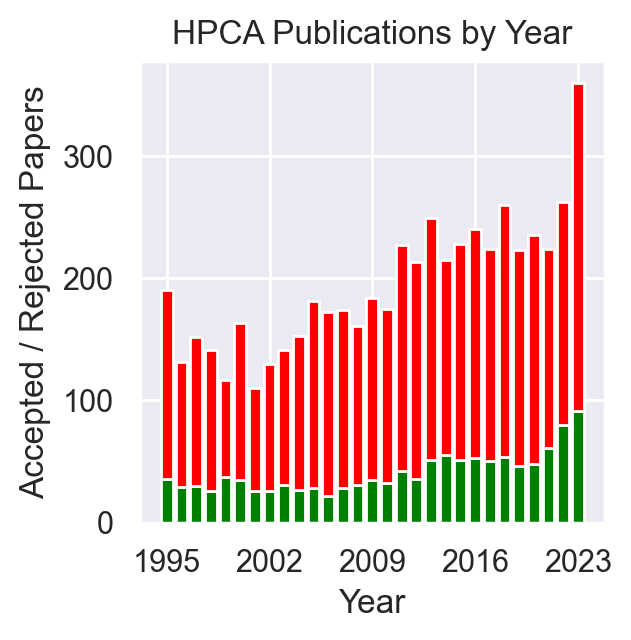 HPCA Publications by Year
Accepted / Rejected Papers
300
200
100
0
1995 2002 2009 2016 2023
Year